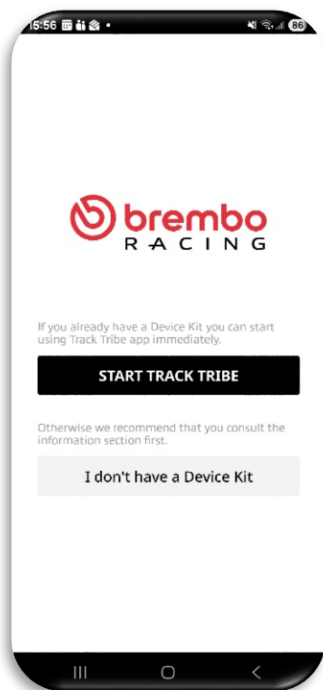 15:56
86
brembo
RACING
If you already have a Device Kit you can start
using Track Tribe app immediately.
START TRACK TRIBE
Otherwise we recommend that you consult the
information section first.
I don't have a Device Kit